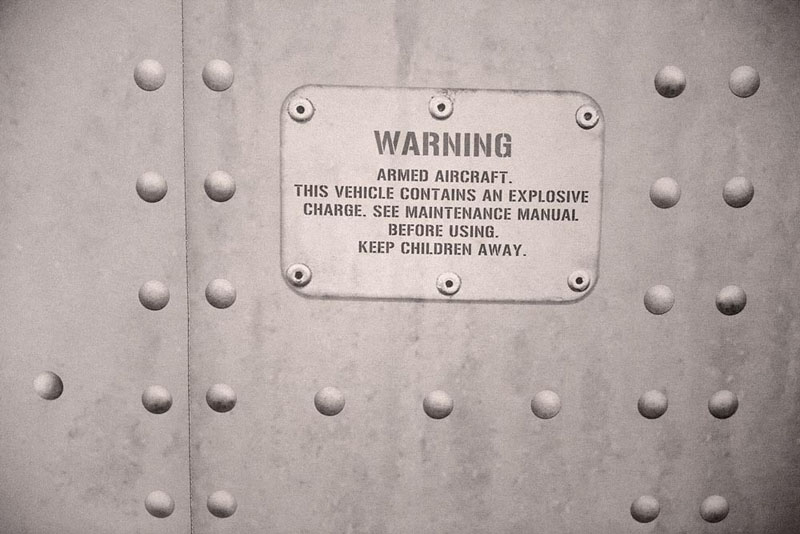 WARNING
ARMED AIRCRAFT.
THIS VEHICLE CONTAINS AN EXPLOSIVE
CHARGE. SEE MAINTENANCE MANUAL
BEFORE USING.
KEEP CHILDREN AWAY.